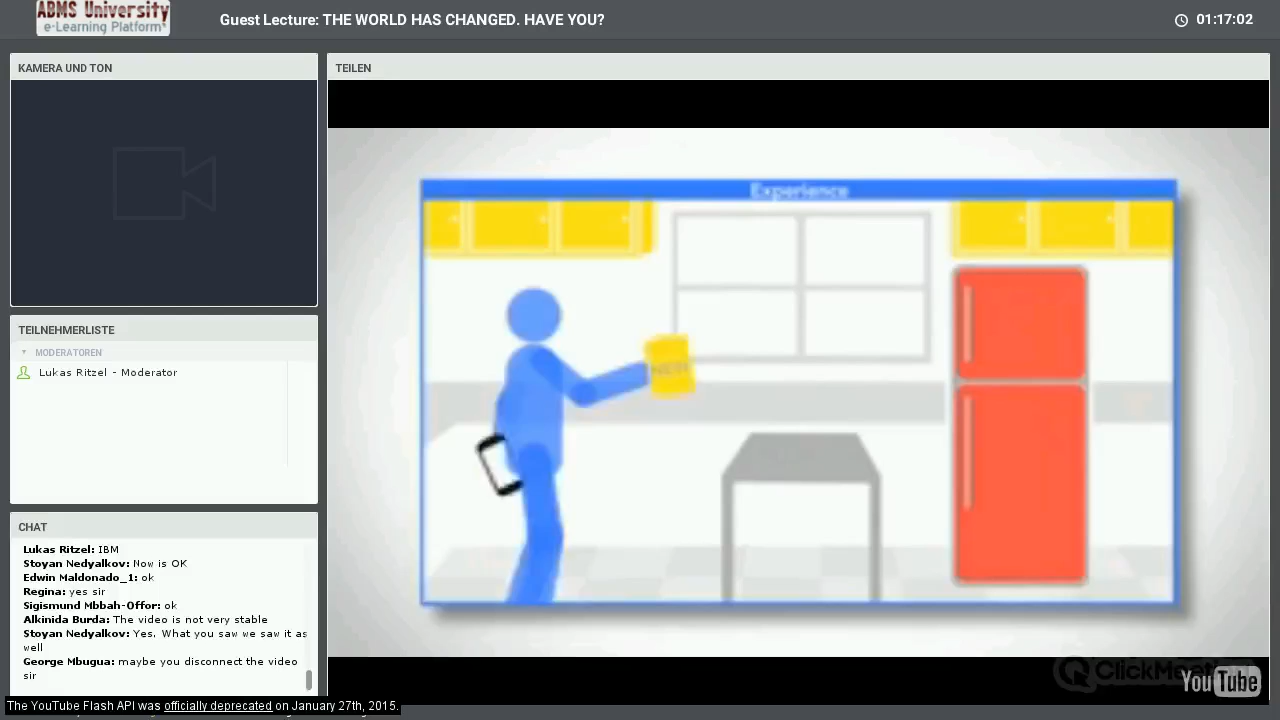 ABMS University
e-Learning Platform
Guest Lecture: THE WORLD HAS CHANGED. HAVE YOU?
01:17:02
KAMERA UND TON
TEILEN
Experience
TEILNEHMERLISTE
MODERATOREN
Lukas Ritzel - Moderator
CHAT
Lukas Ritzel: IBM
Stoyan Nedyalkov: Now is OK
Edwin Maldonado_1: ok
Regina: yes sir
Sigismund Mbbah-Offor: ok
Alkinida Burda: The video is not very stable
Stoyan Nedyalkov: Yes. What you saw we saw it as
well
George Mbugua: maybe you disconnect the video
sir
ClickMeeting
YouTube
The YouTube Flash API was officially deprecated on January 27th, 2015.